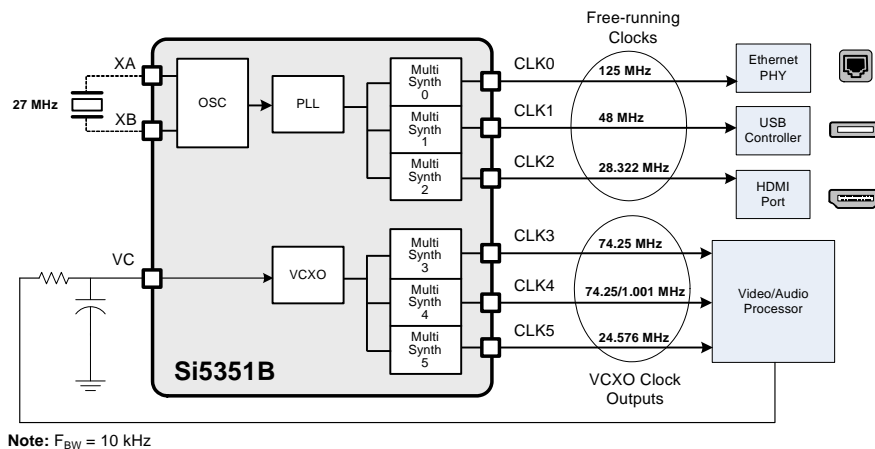 Free-running
Clocks
XA
27 MHz
XB
OSC
PLL
Multi
Synth
0
Multi
Synth
1
Multi
Synth
2
CLK0
125 MHz
CLK1
48 MHz
CLK2
28.322 MHz
Ethernet
PHY
USB
Controller
HDMI
Port
VC
VCXO
Multi
Synth
3
Multi
Synth
4
Multi
Synth
5
CLK3
74.25 MHz
CLK4
74.25/1.001 MHz
CLK5
24.576 MHz
Video/Audio
Processor
Si5351B
VCXO Clock
Outputs
Note: FBW = 10 kHz